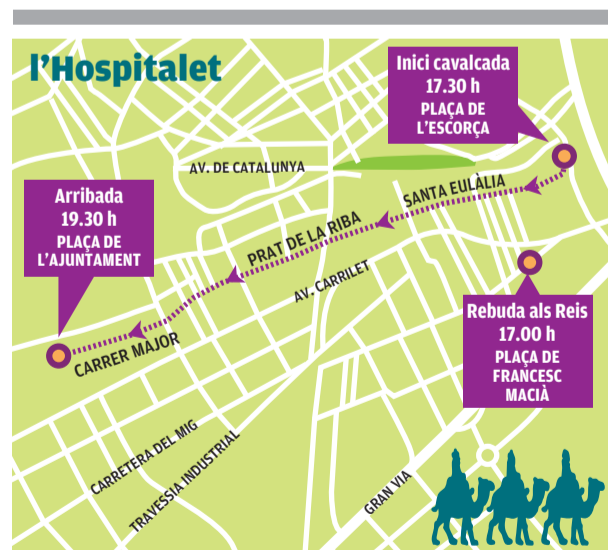 l'Hospitalet
Inici cavalcada
17.30 h
PLAÇA DE
L'ESCORÇA
AV. DE CATALUNYA
SANTA EULÀLIA
Arribada
19.30 h
PLAÇA DE
L'AJUNTAMENT
PRAT DE LA RIBA
AV. CARRILET
CARRER MAJOR
Rebuda als Reis
17.00 h
PLAÇA DE
FRANCESC
MACIÀ
CARRETERA DEL MIG
TRAVESSIA INDUSTRIAL
GRAN VIA